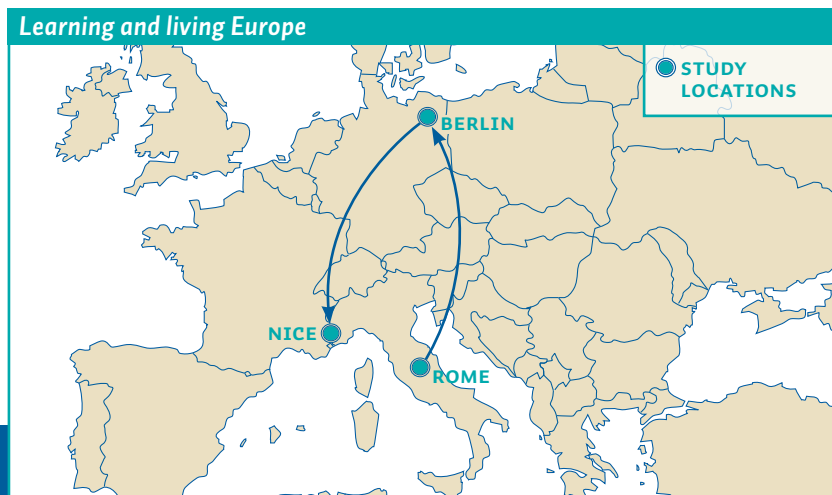 Learning and living Europe
STUDY
LOCATIONS
BERLIN
NICE
ROME